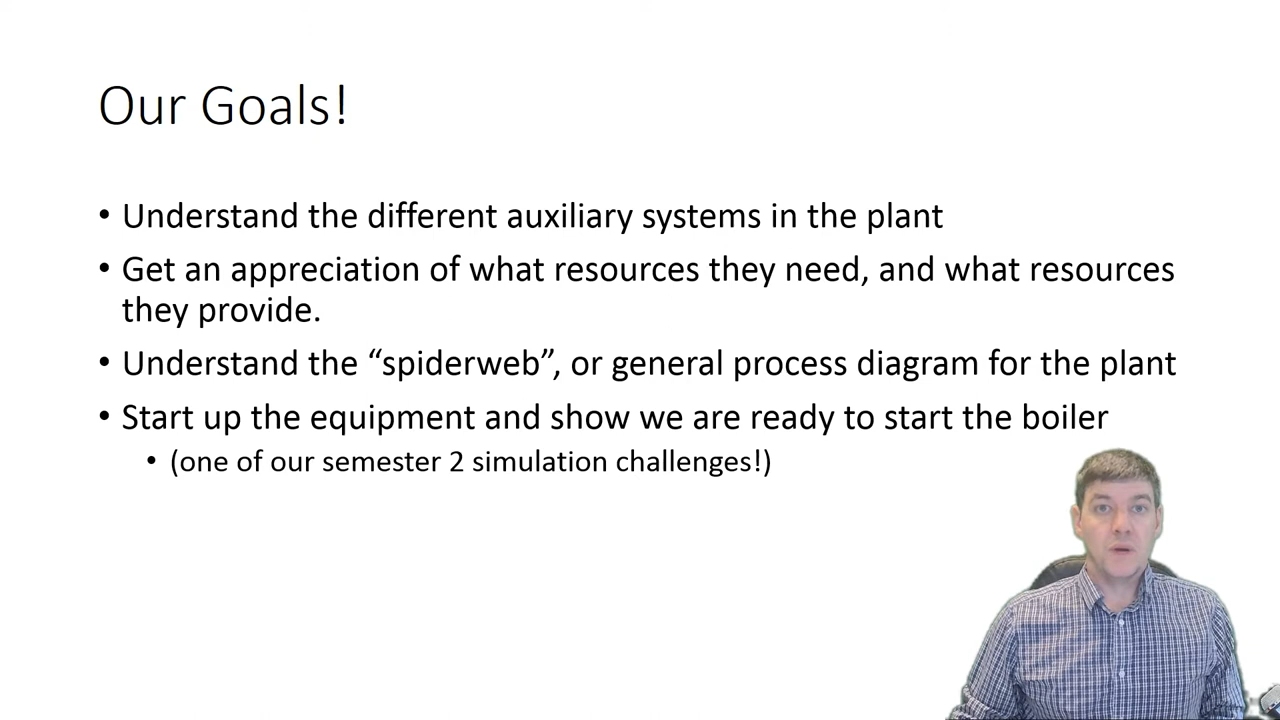 Our Goals!
• Understand the different auxiliary systems in the plant
• Get an appreciation of what resources they need, and what resources
they provide.
• Understand the “spiderweb”, or general process diagram for the plant
• Start up the equipment and show we are ready to start the boiler
• (one of our semester 2 simulation challenges!)